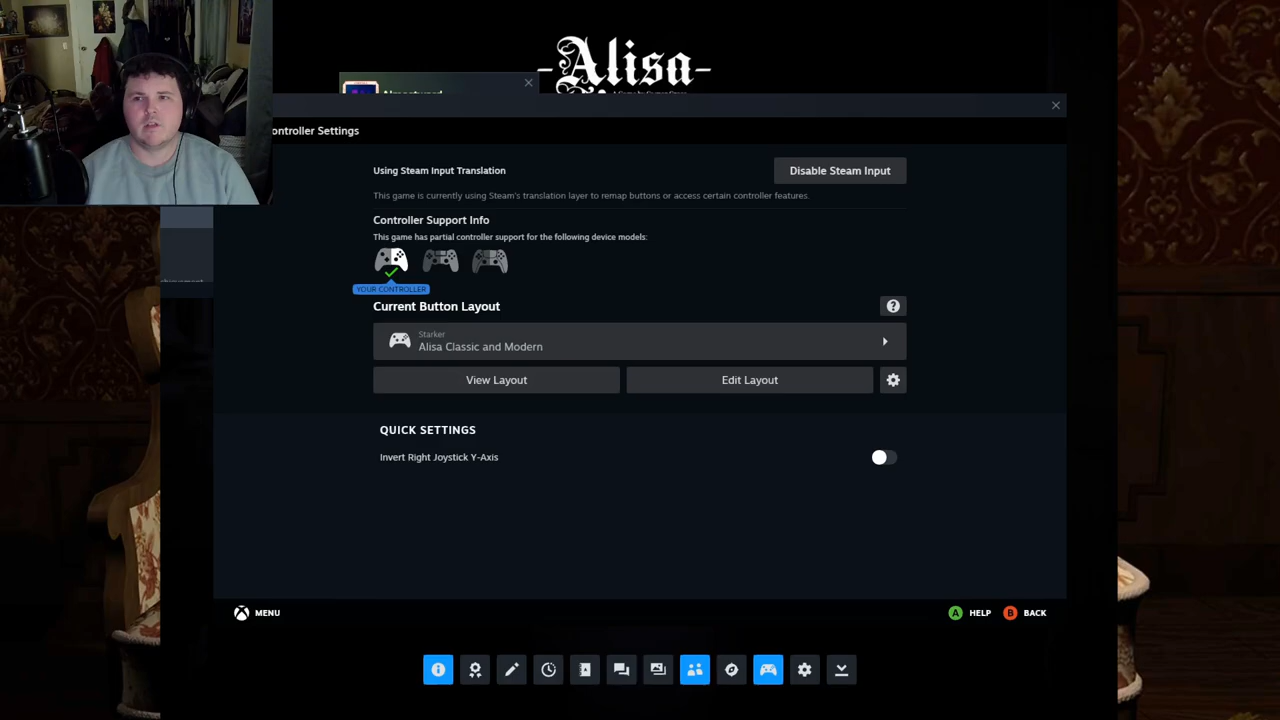 -Alisa-
ontroller Settings
Using Steam Input Translation
Disable Steam Input
This game is currently using Steam's translation layer to remap buttons or access certain controller features.
Controller Support Info
This game has partial controller support for the following device models:
YOUR CONTROLLER
Current Button Layout
Starker
Alisa Classic and Modern
View Layout
Edit Layout
QUICK SETTINGS
Invert Right Joystick Y-Axis
MENU
A HELP
B BACK